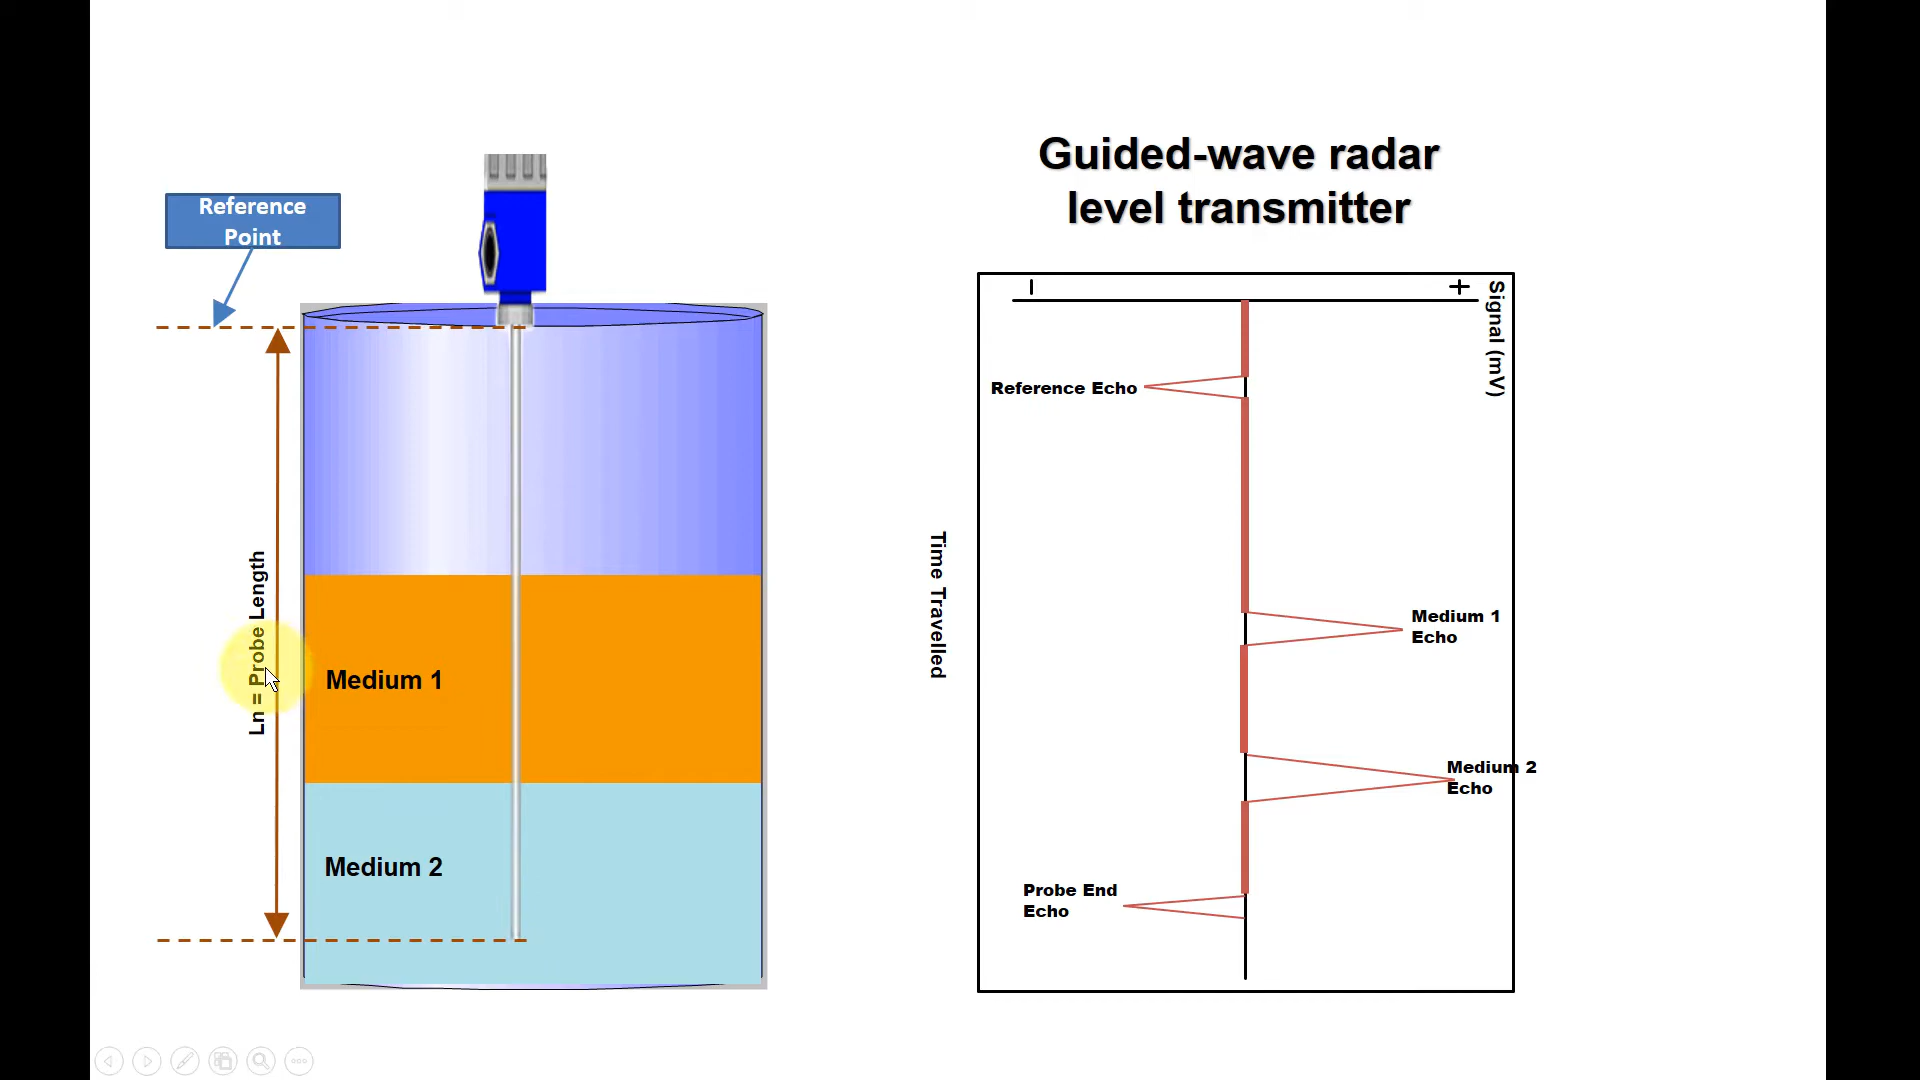 Guided-wave radar
level transmitter
Reference
Point
Ln = Probe Length
Medium 1
Medium 2
Time Travelled
Signal (mV)
Reference Echo
Medium 1
Echo
Medium 2
Echo
Probe End
Echo